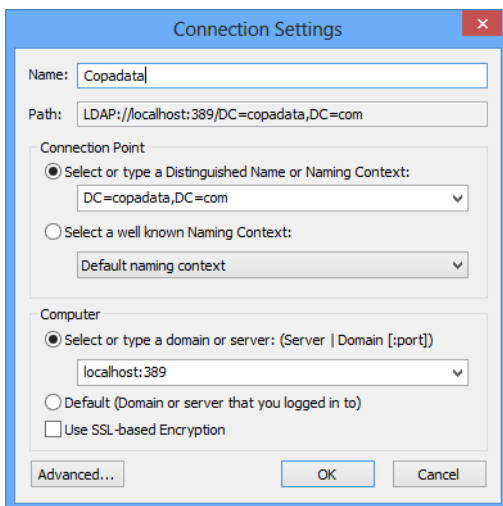 Connection Settings
Name: Copadata
Path: LDAP://localhost:389/DC=copadata,DC=com
Connection Point
Select or type a Distinguished Name or Naming Context:
DC=copadata,DC=com
Select a well known Naming Context:
Default naming context
Computer
Select or type a domain or server: (Server | Domain [:port])
localhost:389
Default (Domain or server that you logged in to)
Use SSL-based Encryption
Advanced... OK Cancel